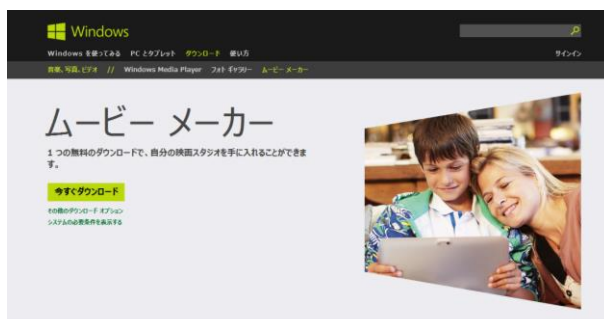 Windows
Windows を使ってみる PC とタブレット ダウンロード 使い方 サインイン
音楽、写真、ビデオ // Windows Media Player フォト ギャラリー ムービー メーカー
ムービー メーカー
1 つの無料のダウンロードで、自分の映画スタジオを手に入れることができま
す。
今すぐダウンロード
その他のダウンロード オプション
システムの必要条件を表示する